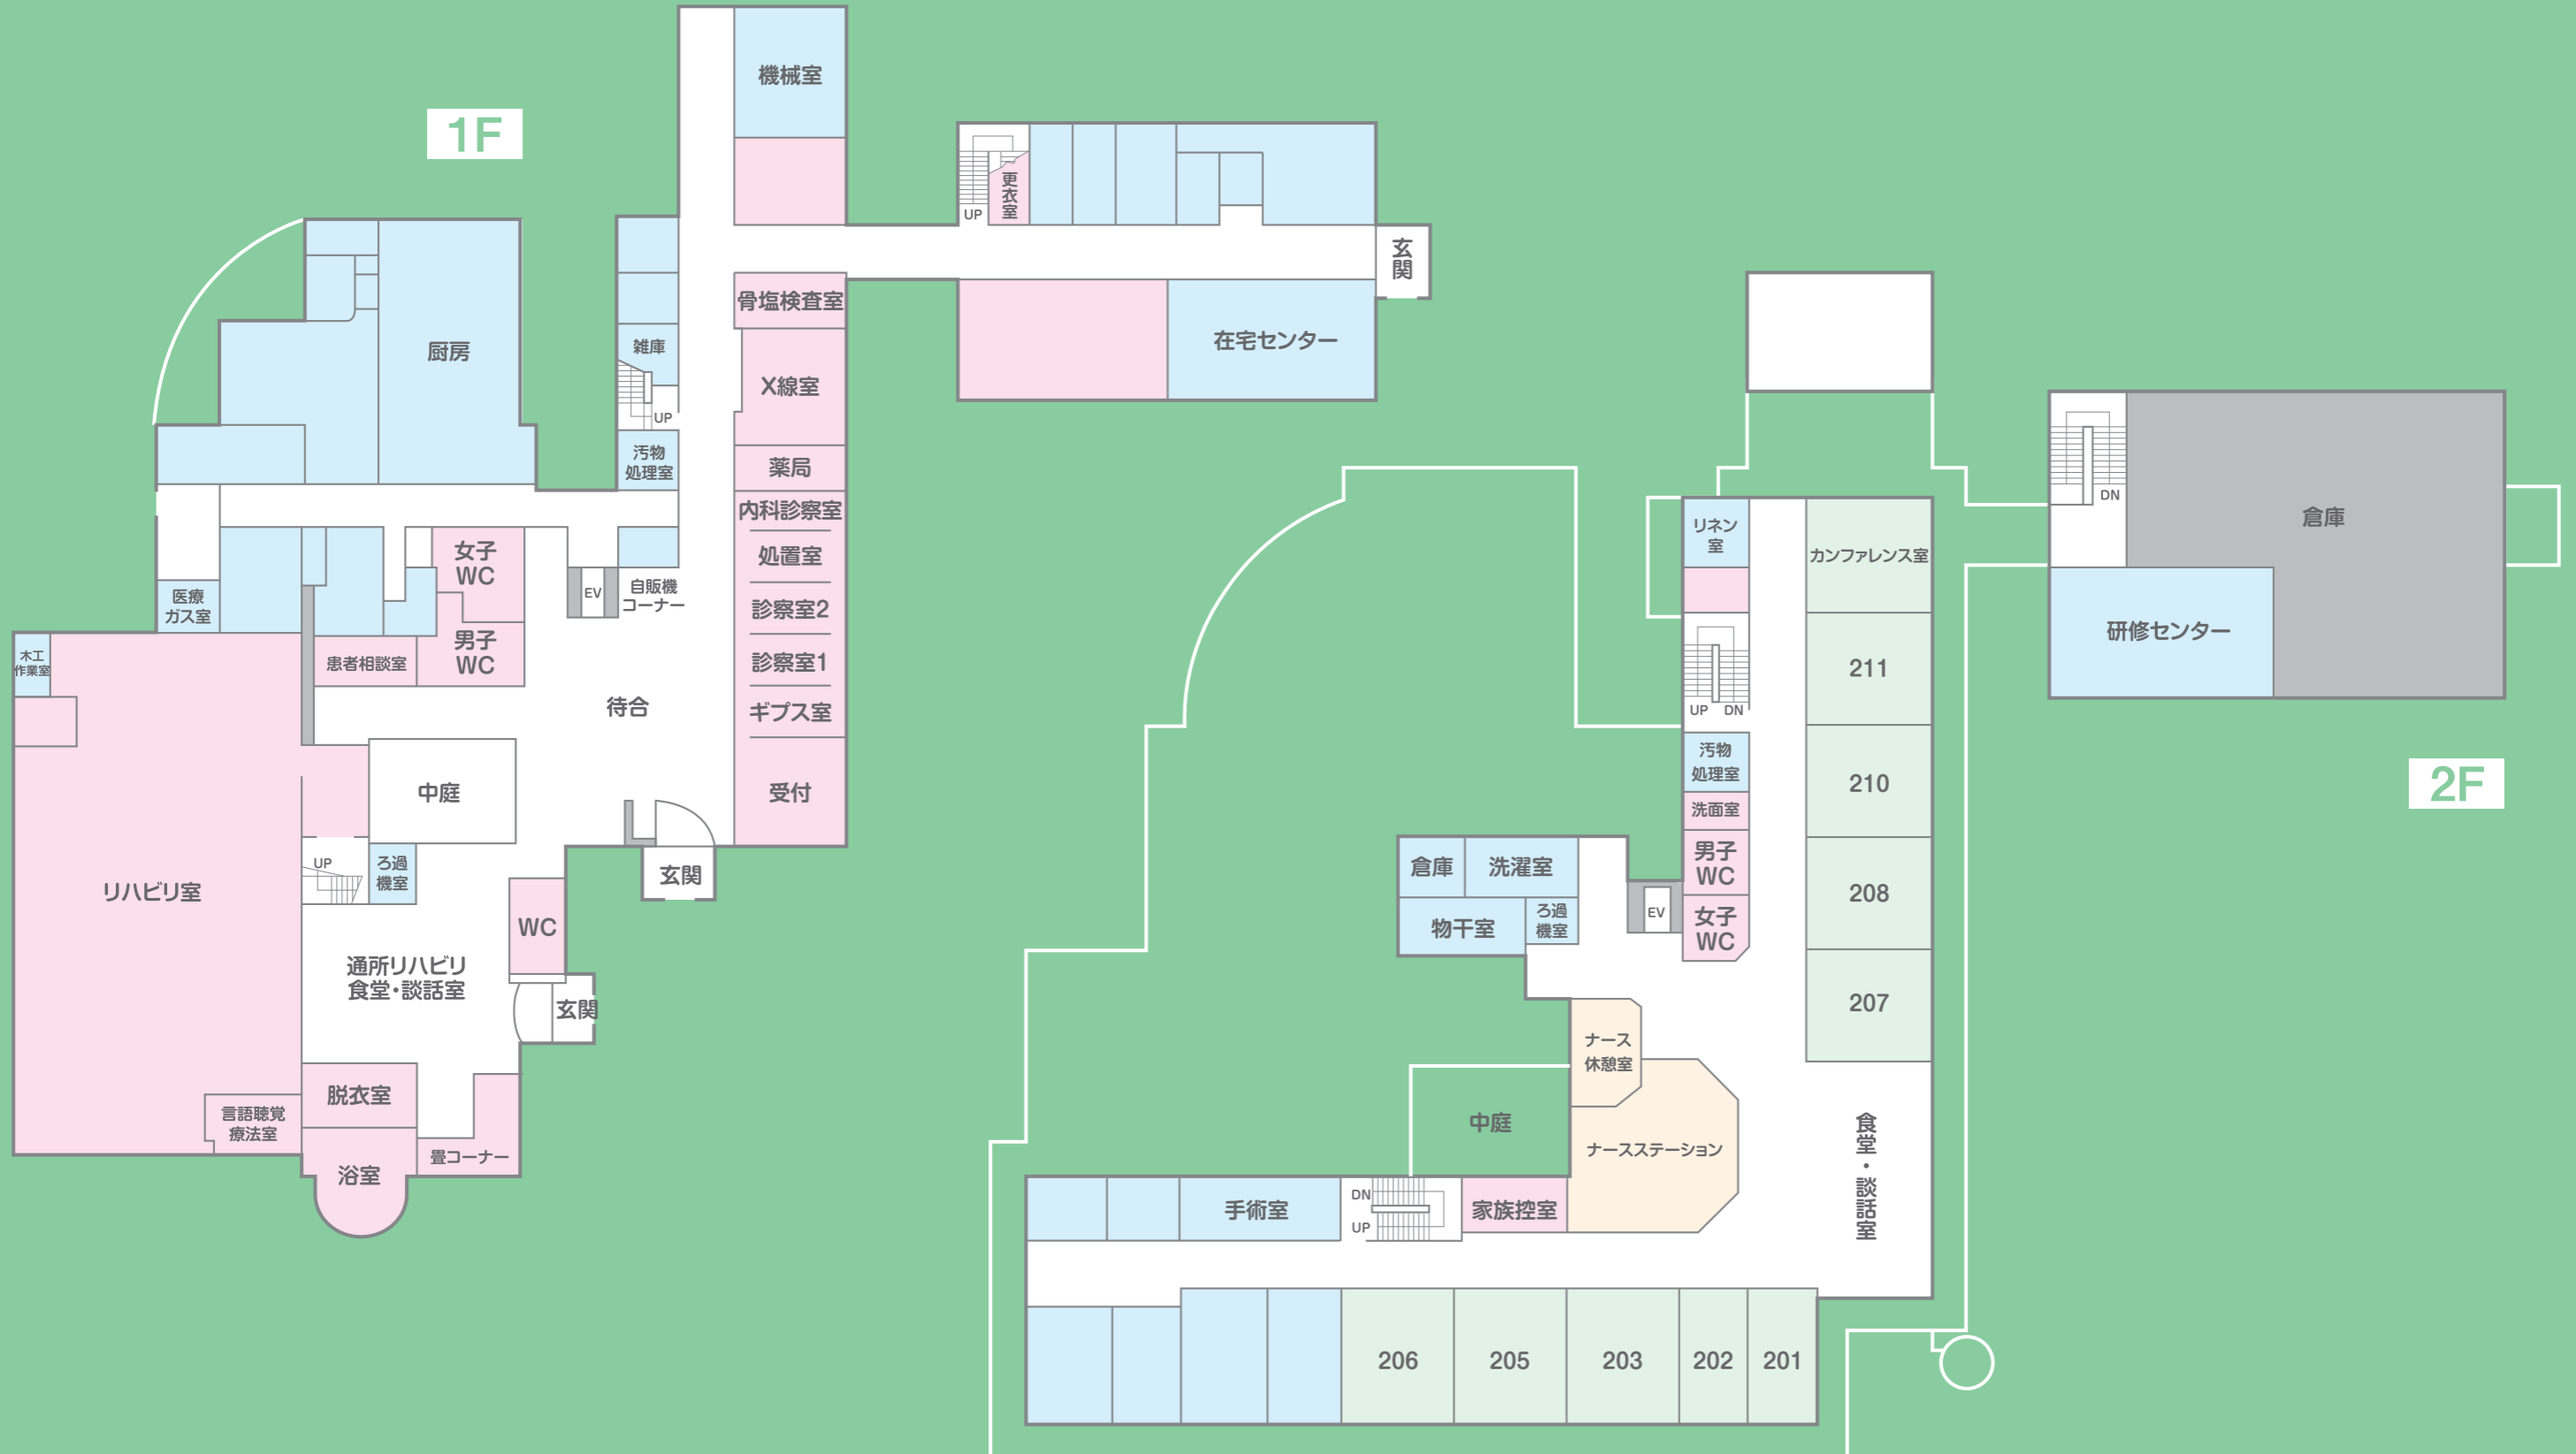 1F
機械室
更衣室
UP
玄関
骨塩検査室
在宅センター
雑庫
X線室
UP
厨房
汚物
処理室
薬局
内科診察室
処置室
診察室2
診察室1
ギプス室
受付
女子
WC
男子
WC
EV
自販機
コーナー
医療
ガス室
木工
作業室
患者相談室
待合
中庭
UP
ろ過
機室
リハビリ室
玄関
WC
通所リハビリ
食堂・談話室
玄関
脱衣室
言語聴覚
療法室
畳コーナー
浴室
2F
DN
倉庫
研修センター
リネン
室
カンファレンス室
211
UP
DN
210
汚物
処理室
洗面室
男子
WC
208
女子
WC
EV
倉庫
洗濯室
物干室
ろ過
機室
207
ナース
休憩室
ナースステーション
中庭
食堂・談話室
手術室
DN
UP
家族控室
206
205
203
202
201